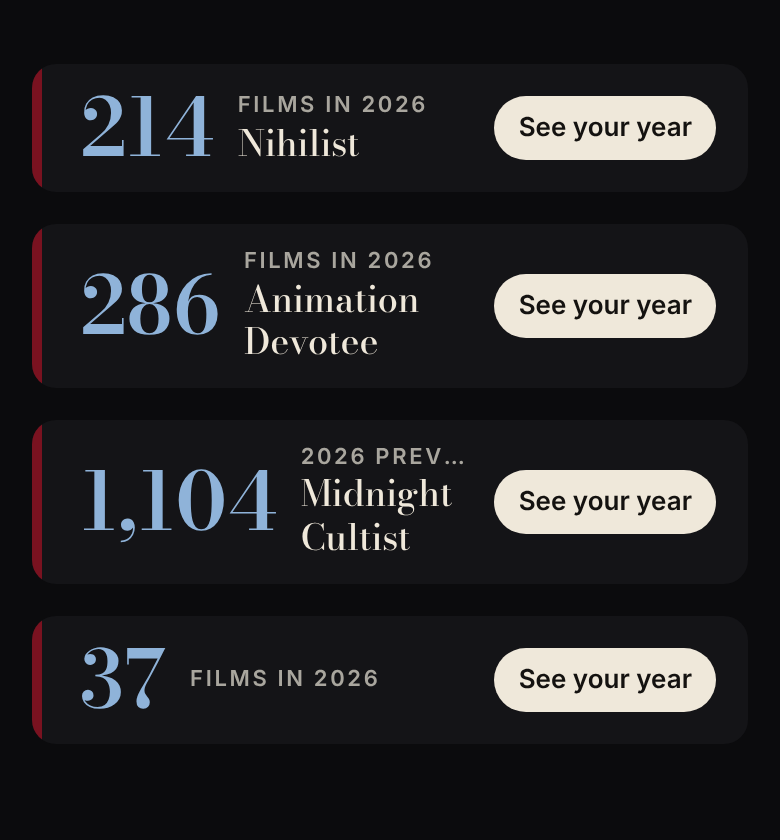 214
FILMS IN 2026
Nihilist
See your year
286
FILMS IN 2026
Animation
Devotee
See your year
1,104
2026 PREV...
Midnight
Cultist
See your year
37
FILMS IN 2026
See your year